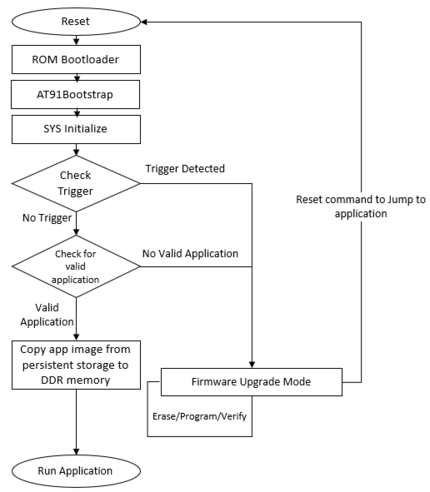 Reset
ROM Bootloader
AT91Bootstrap
SYS Initialize
Check
Trigger
Trigger Detected
No Trigger
Reset command to Jump to
application
Check for
valid
application
No Valid Application
Valid
Application
Copy app image from
persistent storage to
DDR memory
Firmware Upgrade Mode
Erase/Program/Verify
Run Application